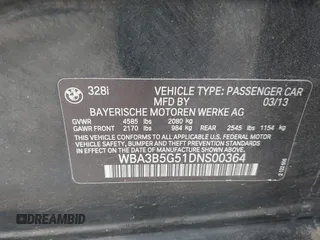 328i
VEHICLE TYPE: PASSENGER CAR
03/13
BAYERISCHE MOTOREN WERKE AG
GVWR 4585 lbs 2080 kg
GAWR FRONT 2170 lbs 984 kg REAR 2545 lbs 1154 kg
THIS VEHICLE CONFORMS TO ALL APPLICABLE FEDERAL MOTOR
VEHICLE SAFETY, BUMPER, AND THEFT PREVENTION STANDARDS
IN EFFECT ON THE DATE OF MANUFACTURE SHOWN ABOVE.
WBA3B5G51DNS00364
DREAMBID